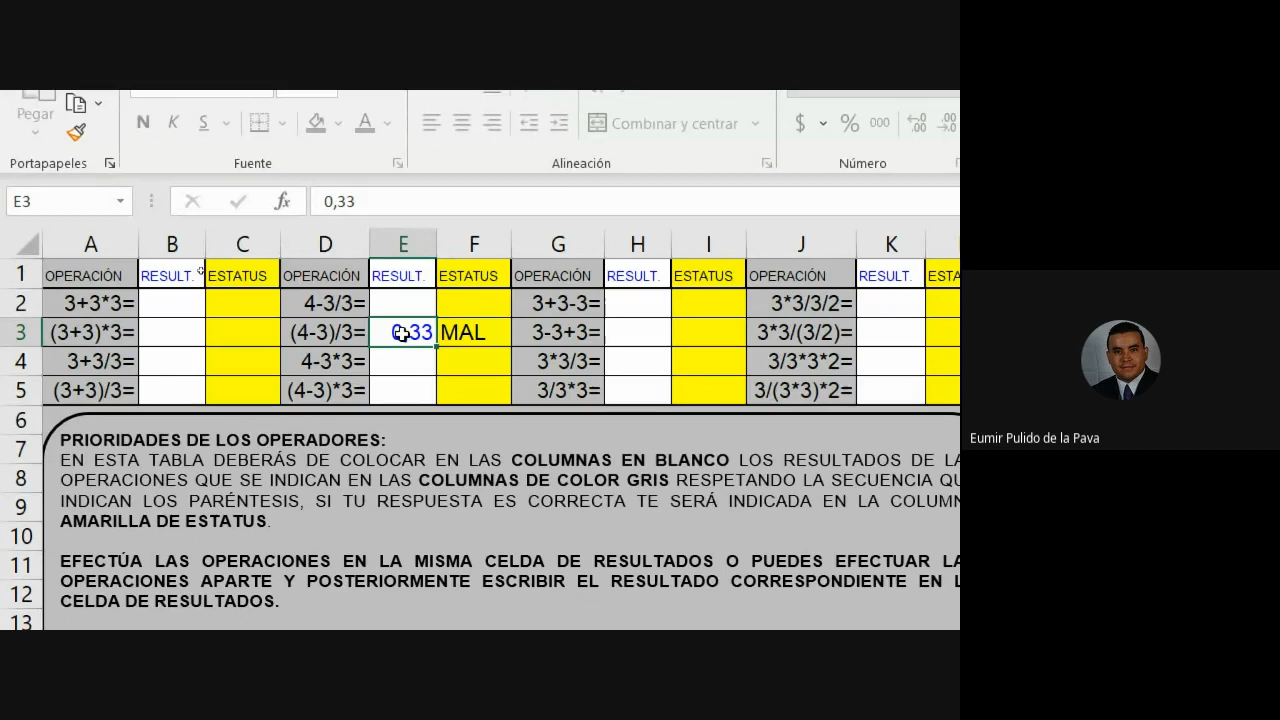 Pegar
N K S A $ % 000
Combinar y centrar
Portapapeles Fuente Alineación Número
E3 fx 0,33
A B C D E F G H I J K
1 OPERACIÓN RESULT. ESTATUS OPERACIÓN RESULT. ESTATUS OPERACIÓN RESULT. ESTATUS OPERACIÓN RESULT. ESTA
2 3+3*3= 4-3/3= 3+3-3= 3*3/3/2=
3 (3+3)*3= (4-3)/3= 0,33 MAL 3-3+3= 3*3/(3/2)=
4 3+3/3= 4-3*3= 3*3/3= 3/3*3*2=
5 (3+3)/3= (4-3)*3= 3/3*3= 3/(3*3)*2=
6
7 PRIORIDADES DE LOS OPERADORES:
EN ESTA TABLA DEBERÁS DE COLOCAR EN LAS COLUMNAS EN BLANCO LOS RESULTADOS DE LA
8 OPERACIONES QUE SE INDICAN EN LAS COLUMNAS DE COLOR GRIS RESPETANDO LA SECUENCIA QU
9 INDICAN LOS PARÉNTESIS, SI TU RESPUESTA ES CORRECTA TE SERÁ INDICADA EN LA COLUMN
10 AMARILLA DE ESTATUS.
11 EFECTÚA LAS OPERACIONES EN LA MISMA CELDA DE RESULTADOS O PUEDES EFECTUAR LA
12 OPERACIONES APARTE Y POSTERIORMENTE ESCRIBIR EL RESULTADO CORRESPONDIENTE EN L
CELDA DE RESULTADOS.
13
Eumir Pulido de la Pava